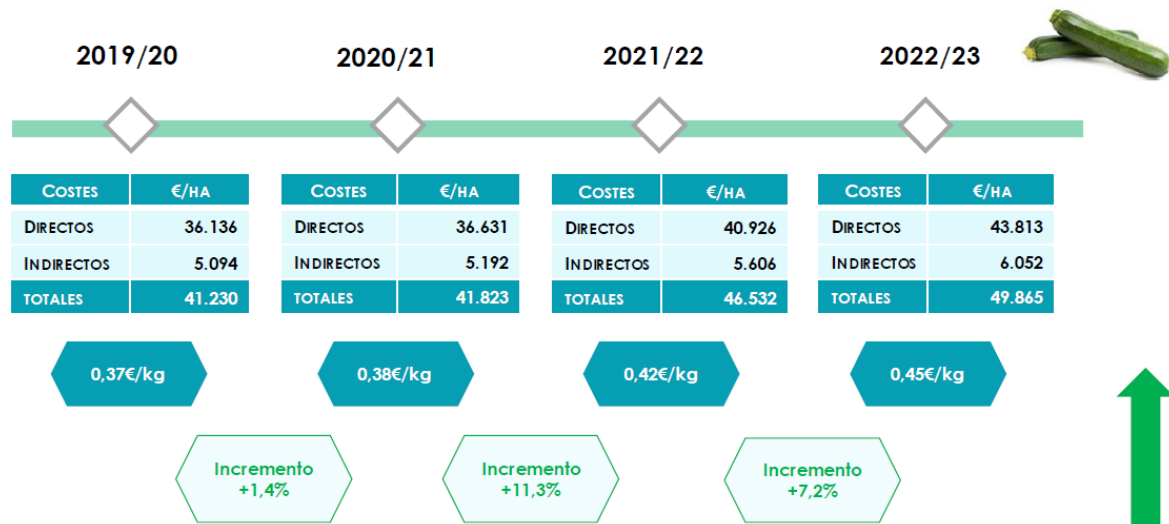 2019/20 2020/21 2021/22 2022/23
COSTES €/HA
DIRECTOS 36.136
INDIRECTOS 5.094
TOTALES 41.230
COSTES €/HA
DIRECTOS 36.631
INDIRECTOS 5.192
TOTALES 41.823
COSTES €/HA
DIRECTOS 40.926
INDIRECTOS 5.606
TOTALES 46.532
COSTES €/HA
DIRECTOS 43.813
INDIRECTOS 6.052
TOTALES 49.865
0,37€/kg 0,38€/kg 0,42€/kg 0,45€/kg
Incremento
+1,4%
Incremento
+11,3%
Incremento
+7,2%